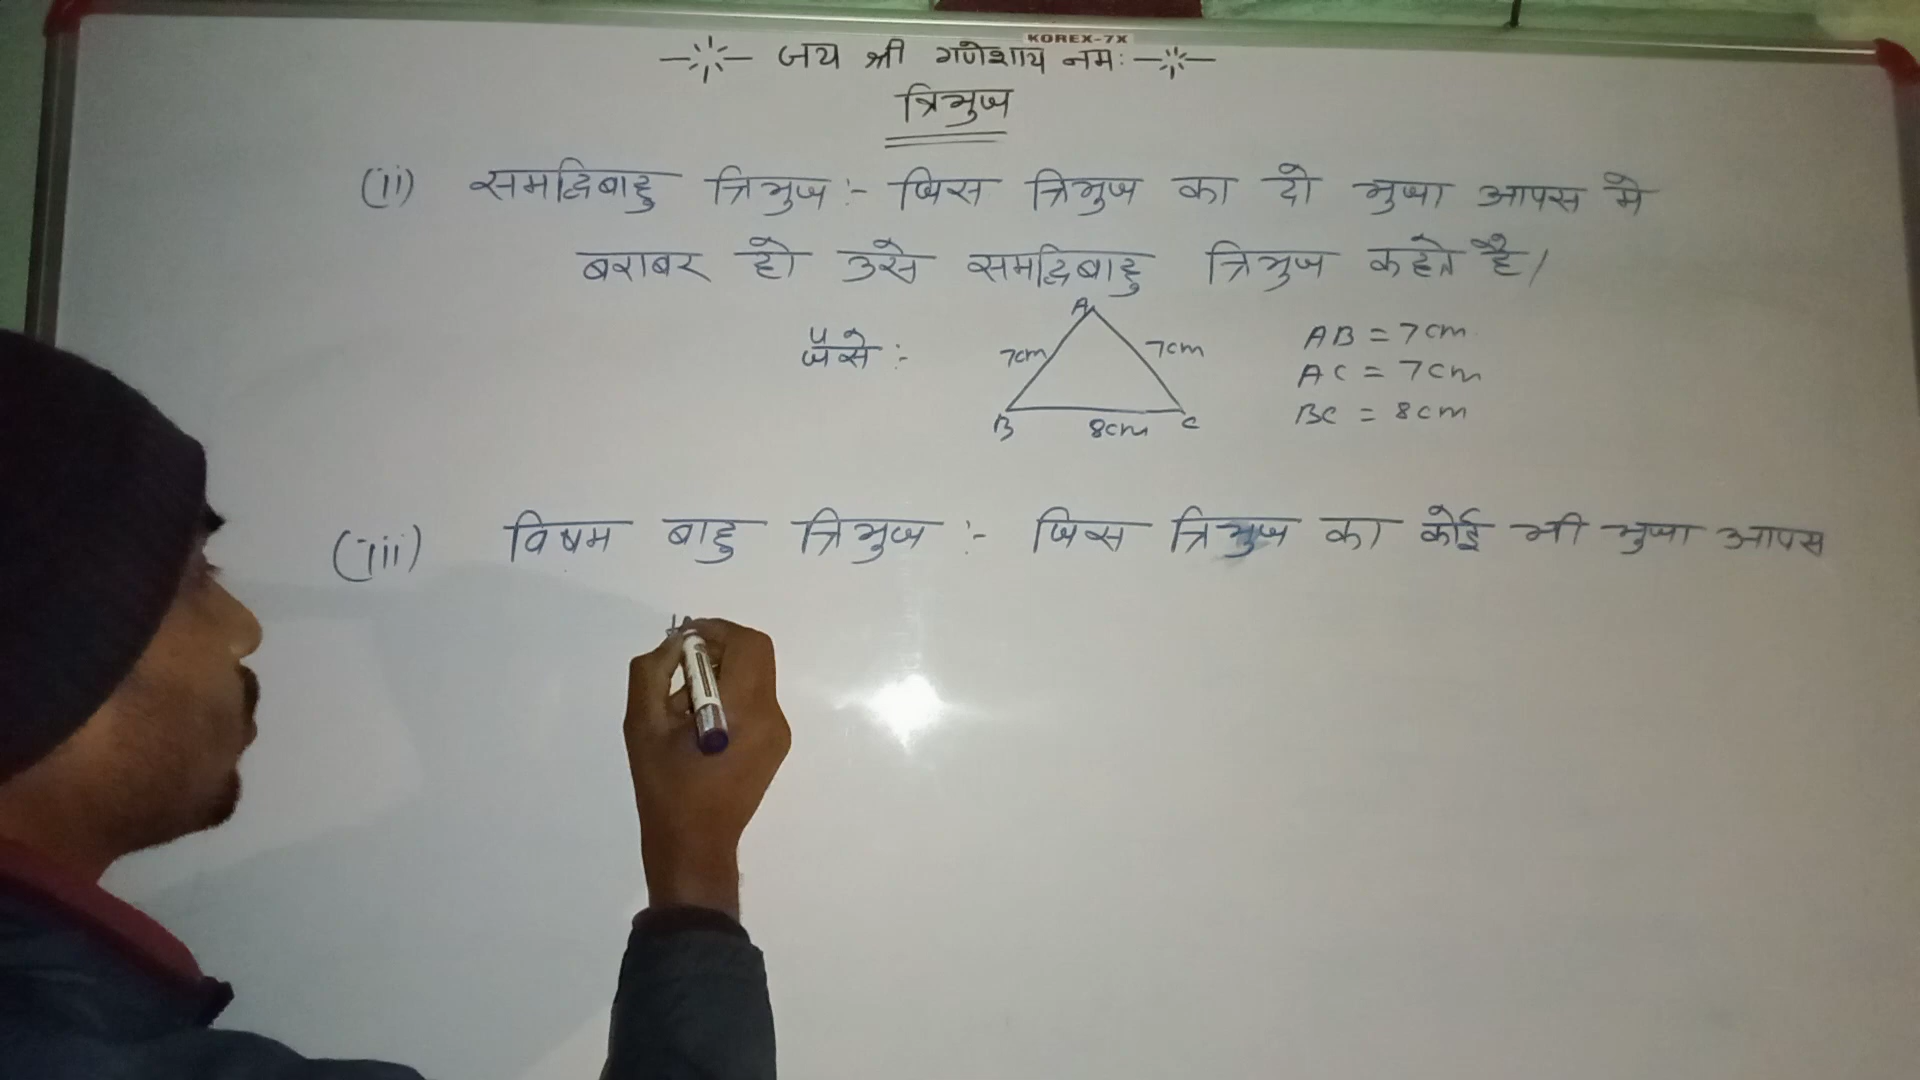 KOREX-7X
जय श्री गणेशाय नमः
त्रिभुज
(ii) समद्विबाहु त्रिभुज :- जिस त्रिभुज का दो भुजा आपस मे
बराबर हो उसे समद्विबाहु त्रिभुज कहते है।
जैसे :-
A
7cm 7cm
B 8cm C
AB = 7cm
AC = 7cm
BC = 8cm
(iii) विषम बाहु त्रिभुज :- जिस त्रिभुज का कोई भी भुजा आपस